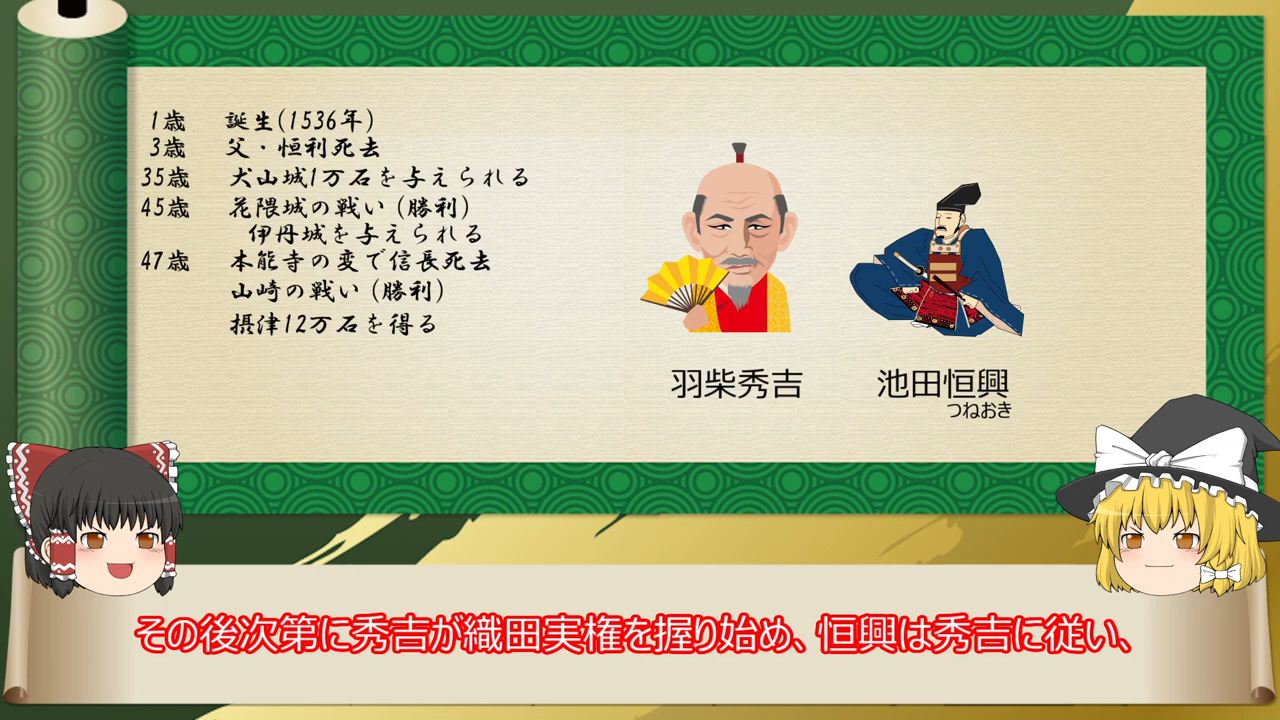 1歳 誕生(1536年)
3歳 父・恒利死去
35歳 犬山城1万石を与えられる
45歳 花隈城の戦い(勝利)
伊丹城を与えられる
47歳 本能寺の変で信長死去
山崎の戦い(勝利)
摂津12万石を得る
羽柴秀吉
池田恒興
つねおき
その後次第に秀吉が織田実権を握り始め、恒興は秀吉に従い、